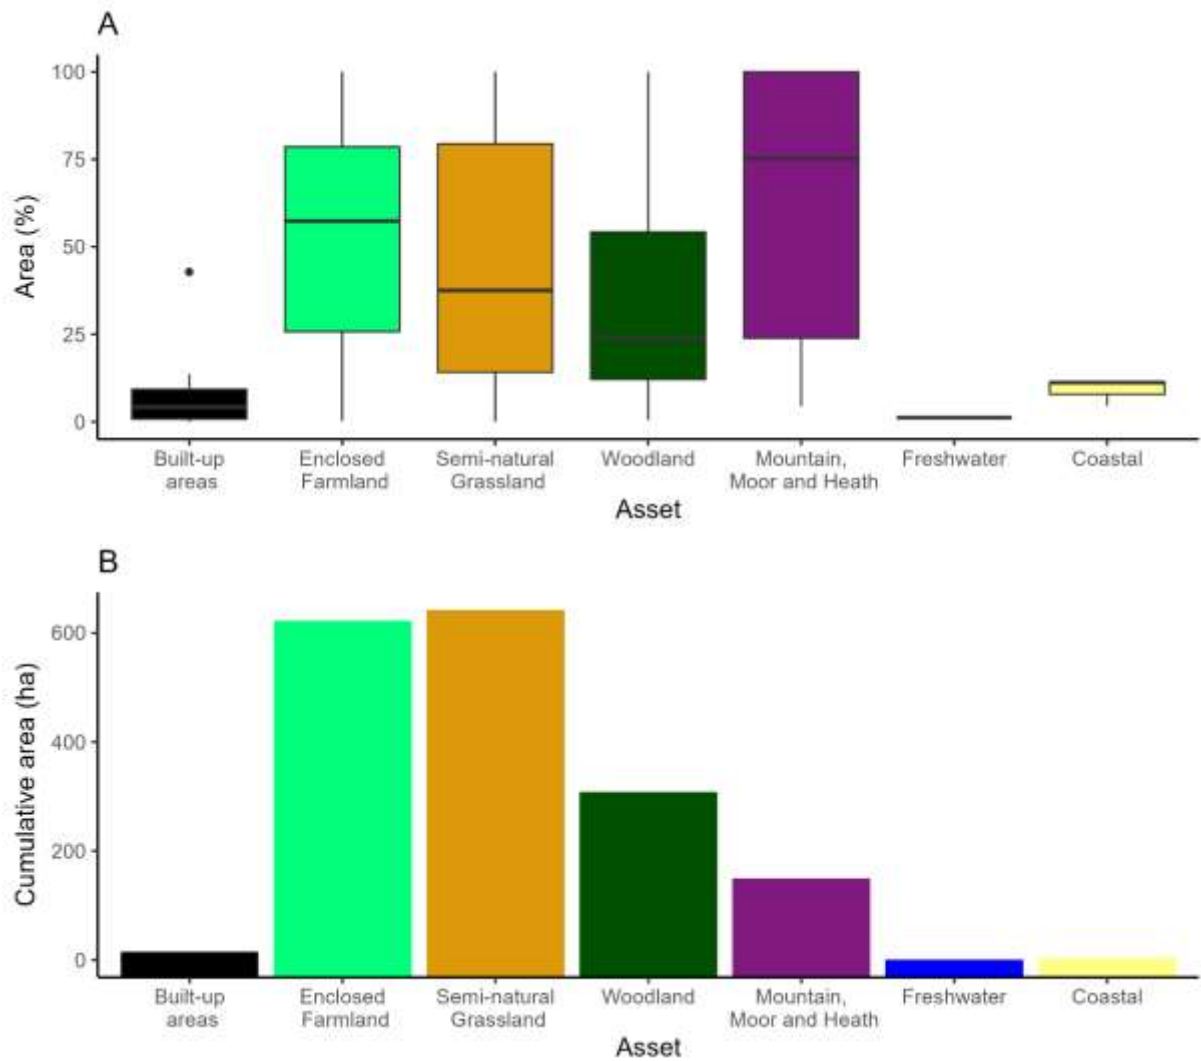 A
100
75
50
25
0
Area (%)
Built-up Enclosed Semi-natural Woodland Mountain, Freshwater Coastal
areas Farmland Grassland Moor and Heath
Asset
B
600
400
200
0
Cumulative area (ha)
Built-up Enclosed Semi-natural Woodland Mountain, Freshwater Coastal
areas Farmland Grassland Moor and Heath
Asset